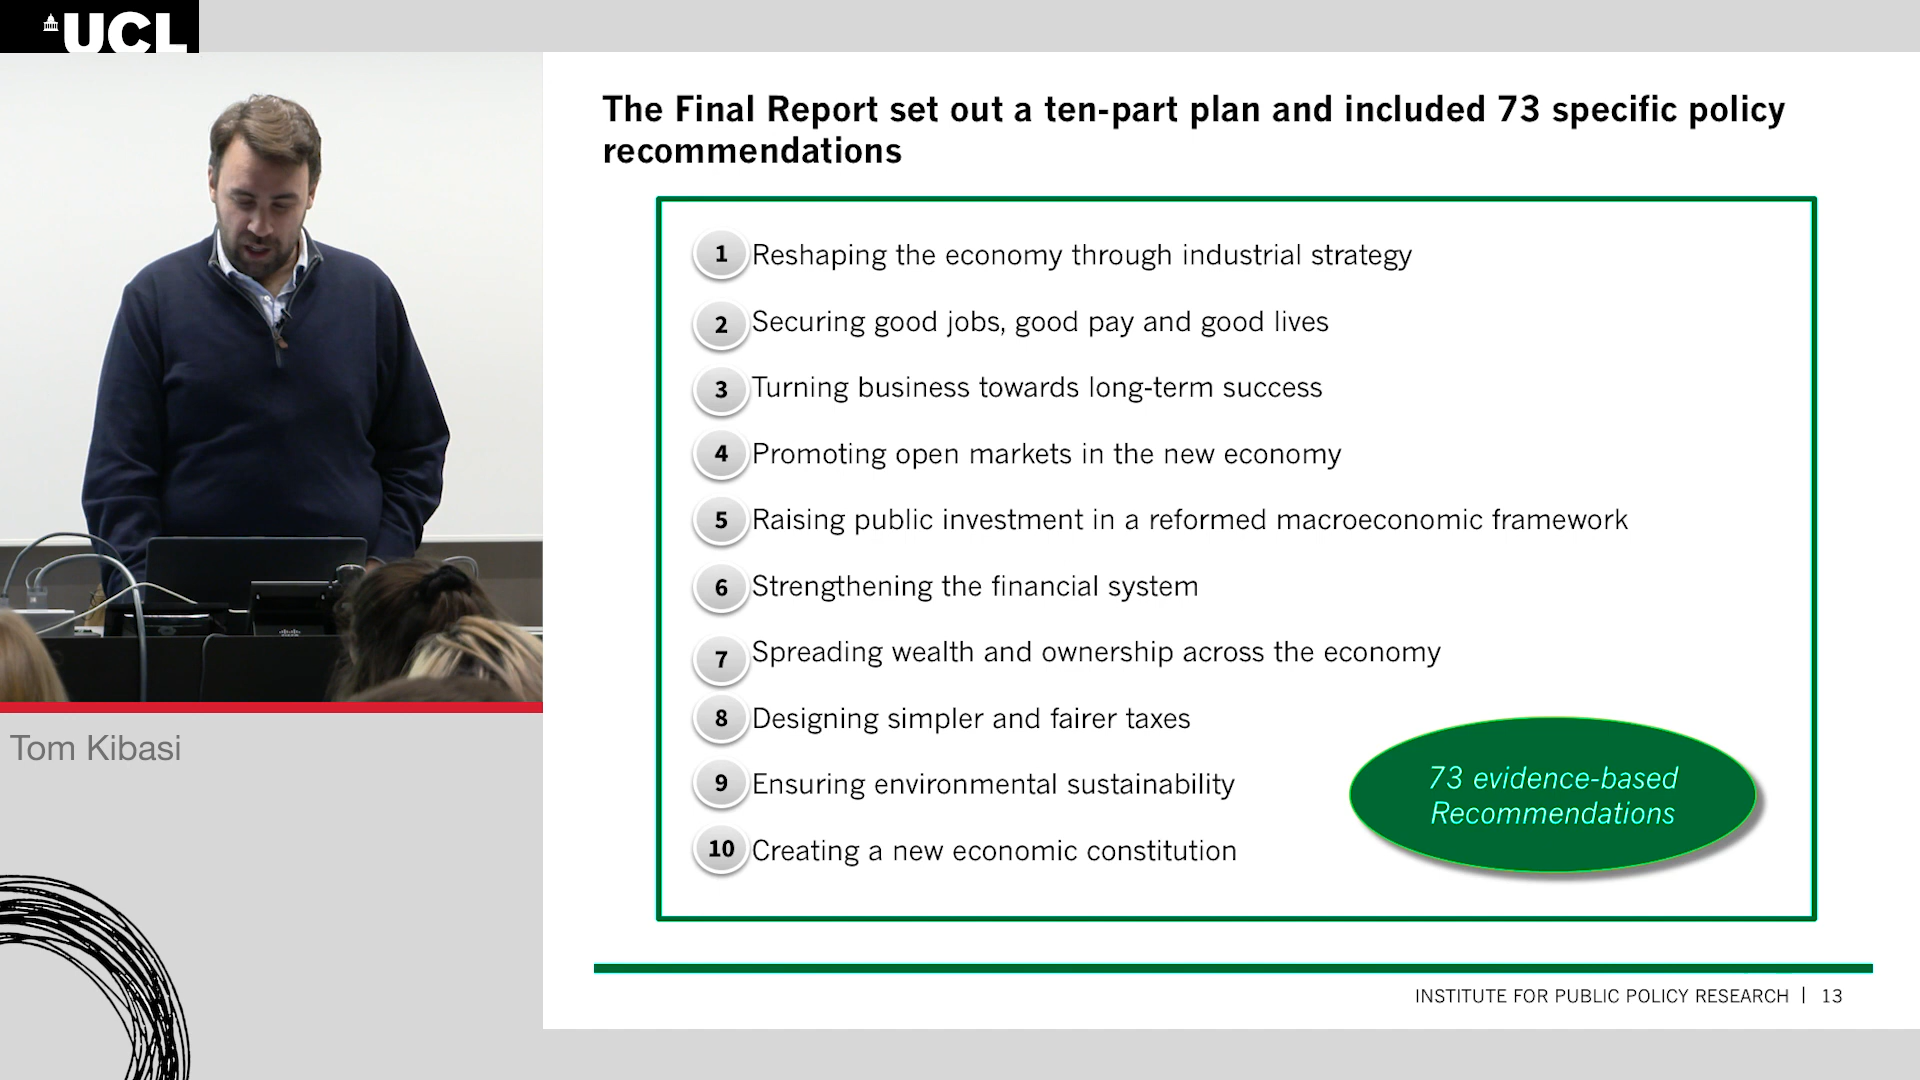 UCL
The Final Report set out a ten-part plan and included 73 specific policy
recommendations
1 Reshaping the economy through industrial strategy
2 Securing good jobs, good pay and good lives
3 Turning business towards long-term success
4 Promoting open markets in the new economy
5 Raising public investment in a reformed macroeconomic framework
6 Strengthening the financial system
7 Spreading wealth and ownership across the economy
8 Designing simpler and fairer taxes
9 Ensuring environmental sustainability
10 Creating a new economic constitution
73 evidence-based
Recommendations
INSTITUTE FOR PUBLIC POLICY RESEARCH | 13
Tom Kibasi